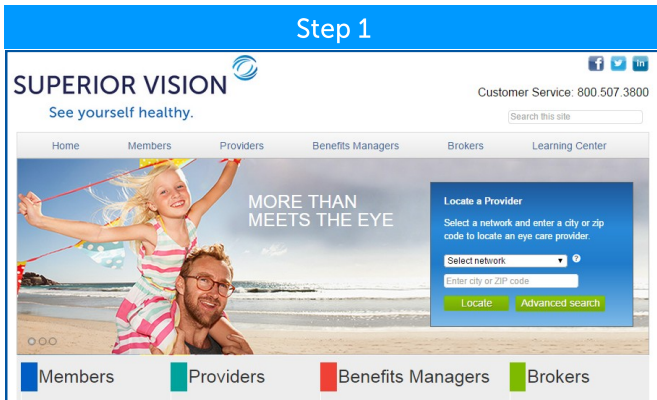 Step 1
SUPERIOR VISION
See yourself healthy.
f
in
Customer Service: 800.507.3800
Search this site
Home Members Providers Benefits Managers Brokers Learning Center
MORE THAN
MEETS THE EYE
Locate a Provider
Select a network and enter a city or zip
code to locate an eye care provider.
Select network ?
Enter city or ZIP code
Locate Advanced search
Members Providers Benefits Managers Brokers